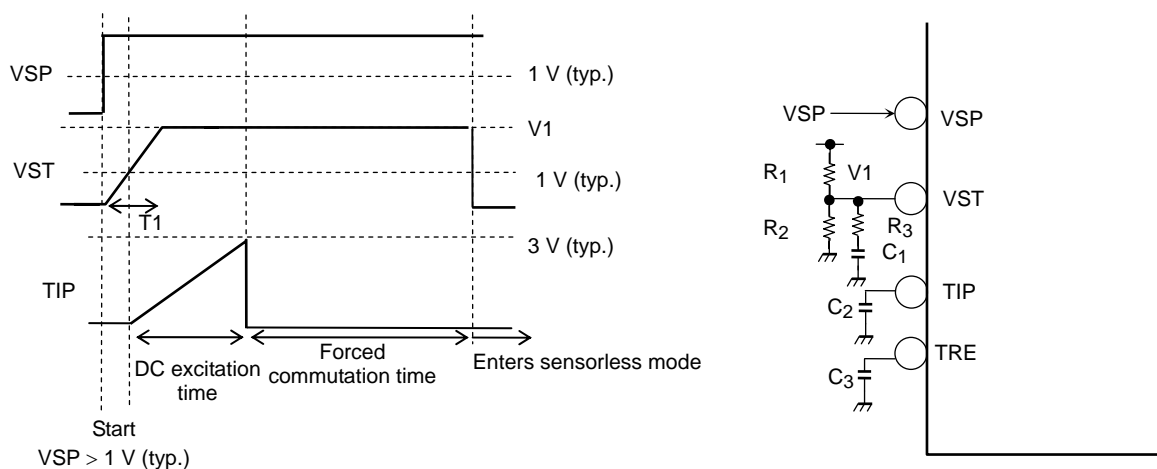 VSP
1 V (typ.)
V1
VST
1 V (typ.)
T1
3 V (typ.)
TIP
DC excitation
time
Forced
commutation time
Enters sensorless mode
Start
VSP > 1 V (typ.)
VSP
VSP
R1
V1
VST
R2
R3
C1
TIP
C2
TRE
C3